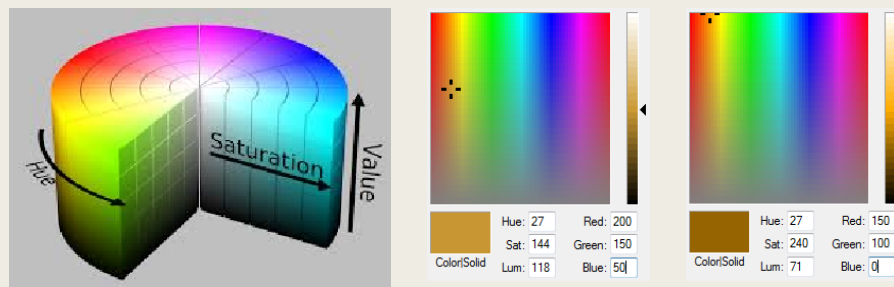 Hue
Saturation
Value
Hue: 27 Red: 200
Sat: 144 Green: 150
Color|Solid Lum: 118 Blue: 50
Hue: 27 Red: 150
Sat: 240 Green: 100
Color|Solid Lum: 71 Blue: 0